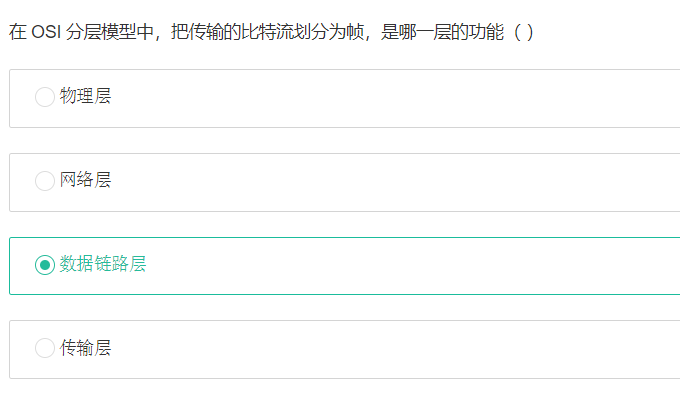 在 OSI 分层模型中，把传输的比特流划分为帧，是哪一层的功能（ ）
物理层
网络层
数据链路层
传输层